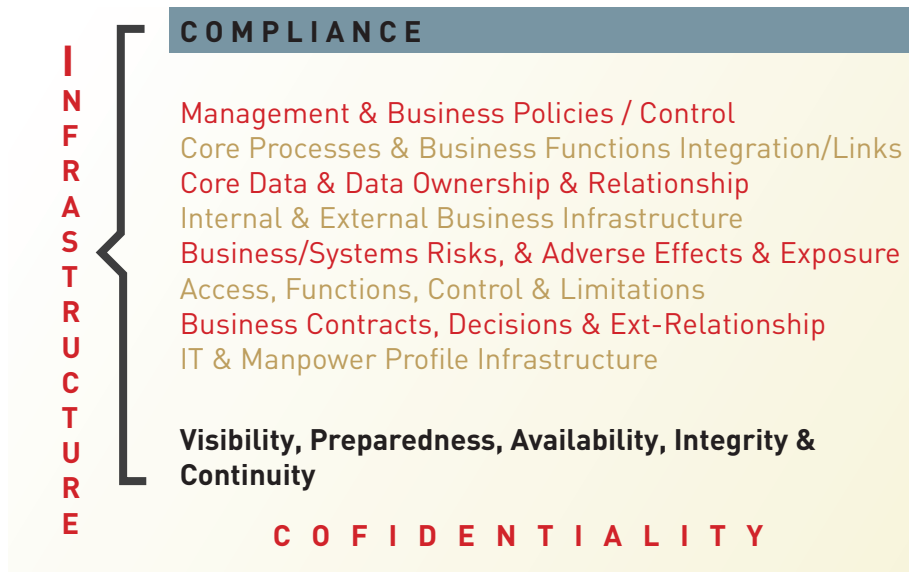 INFRASTRUCTURE
COMPLIANCE
Management & Business Policies / Control
Core Processes & Business Functions Integration/Links
Core Data & Data Ownership & Relationship
Internal & External Business Infrastructure
Business/Systems Risks, & Adverse Effects & Exposure
Access, Functions, Control & Limitations
Business Contracts, Decisions & Ext-Relationship
IT & Manpower Profile Infrastructure
Visibility, Preparedness, Availability, Integrity &
Continuity
COFIDENTIALITY